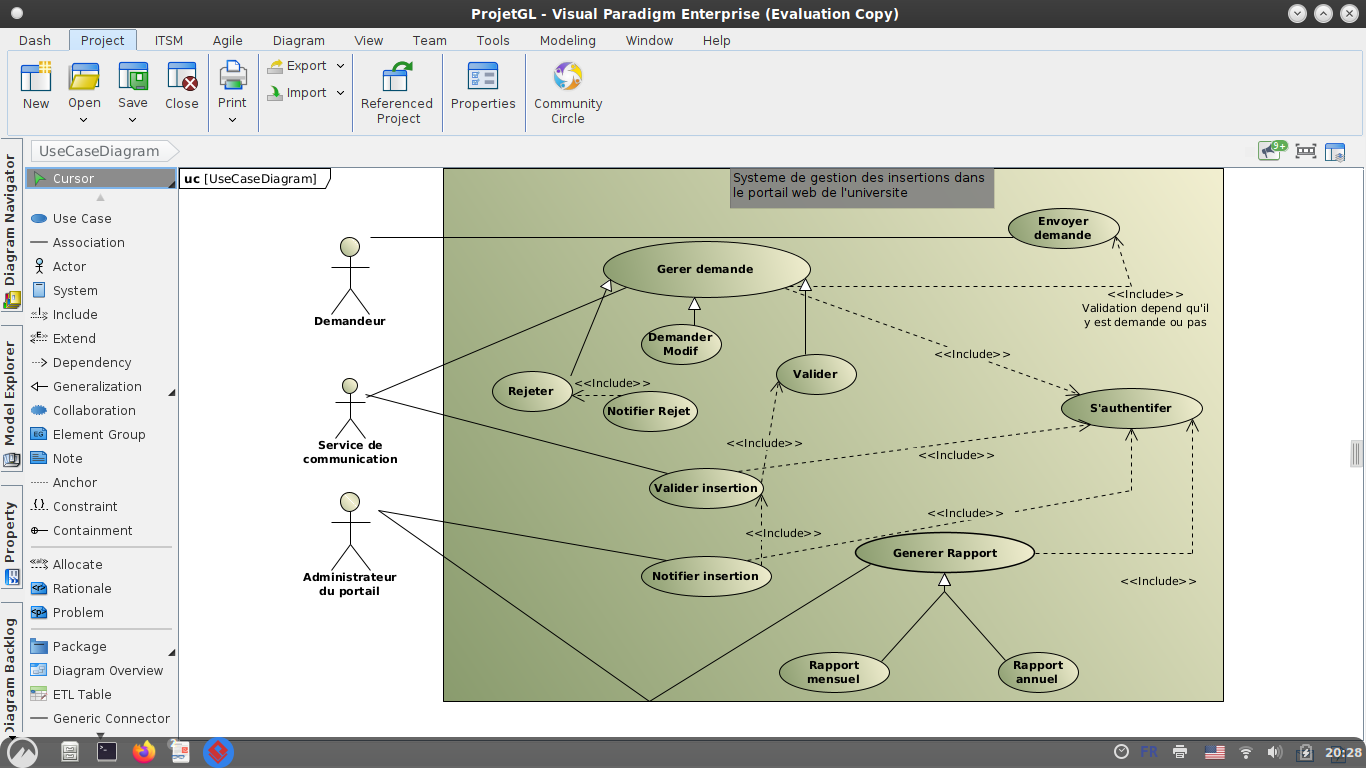 ProjetGL - Visual Paradigm Enterprise (Evaluation Copy)
Dash Project ITSM Agile Diagram View Team Tools Modeling Window Help
New
Open
Save
Close
Print
Export
Import
Referenced
Project
Properties
Community
Circle
UseCaseDiagram
9+
Diagram Navigator
Model Explorer
Property
Diagram Backlog
Cursor
Use Case
Association
Actor
System
Include
Extend
Dependency
Generalization
Collaboration
Element Group
Note
Anchor
Constraint
Containment
Allocate
Rationale
Problem
Package
Diagram Overview
ETL Table
Generic Connector
uc [UseCaseDiagram]
Systeme de gestion des insertions dans
le portail web de l'universite
Envoyer
demande
Gerer demande
Demandeur
<<Include>>
Validation depend qu'il
y est demande ou pas
Demander
Modif
<<Include>>
Valider
Rejeter
<<Include>>
Notifier Rejet
S'authentifer
Service de
communication
<<Include>>
<<Include>>
Valider insertion
<<Include>>
<<Include>>
Generer Rapport
Administrateur
du portail
Notifier insertion
<<Include>>
Rapport
mensuel
Rapport
annuel
FR
20:28